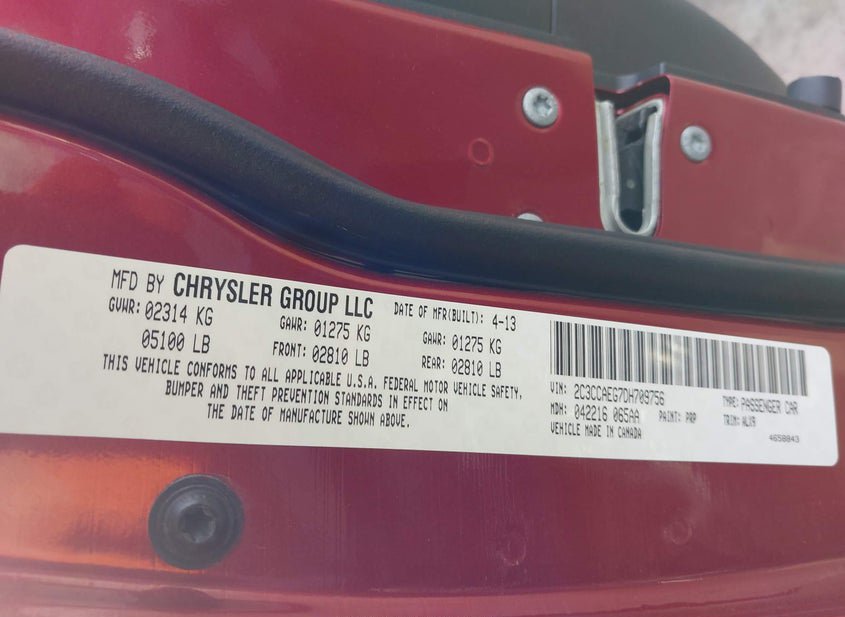 MFD BY CHRYSLER GROUP LLC DATE OF MFR(BUILT): 4-13
GVWR: 02314 KG GAWR: 01275 KG GAWR: 01275 KG
05100 LB FRONT: 02810 LB REAR: 02810 LB
THIS VEHICLE CONFORMS TO ALL APPLICABLE U.S.A. FEDERAL MOTOR VEHICLE SAFETY,
BUMPER AND THEFT PREVENTION STANDARDS IN EFFECT ON
THE DATE OF MANUFACTURE SHOWN ABOVE.
VIN: 2C3CCAEG7DH709756 TYPE: PASSENGER CAR
MDH: 042216 065AA PAINT: PRP TRIM: ALX9
VEHICLE MADE IN CANADA 4658843